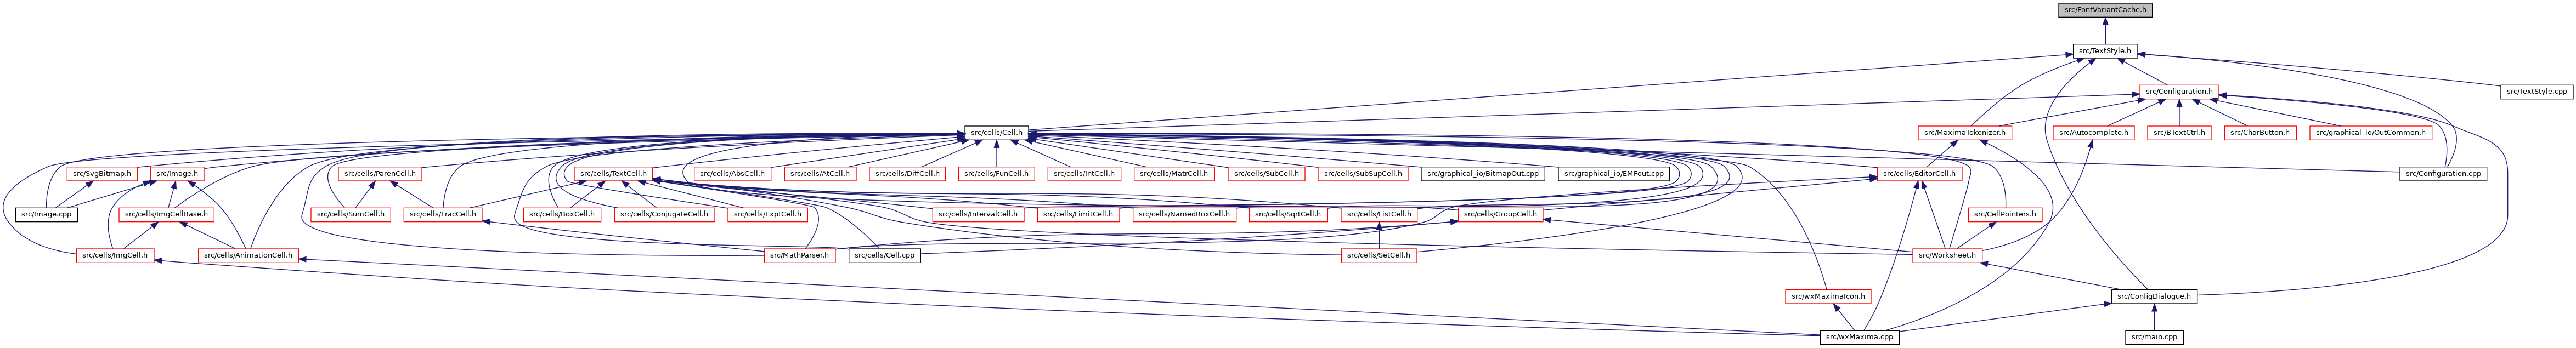 src/FontVariantCache.h
src/TextStyle.h
src/Configuration.h
src/TextStyle.cpp
src/cells/Cell.h
src/MaximaTokenizer.h
src/Autocomplete.h
src/BTextCtrl.h
src/CharButton.h
src/graphical_io/OutCommon.h
src/SvgBitmap.h
src/Image.h
src/cells/ParenCell.h
src/cells/TextCell.h
src/cells/AbsCell.h
src/cells/AtCell.h
src/cells/DiffCell.h
src/cells/FunCell.h
src/cells/IntCell.h
src/cells/MatrCell.h
src/cells/SubCell.h
src/cells/SubSupCell.h
src/graphical_io/BitmapOut.cpp
src/graphical_io/EMFout.cpp
src/cells/EditorCell.h
src/Configuration.cpp
src/Image.cpp
src/cells/ImgCellBase.h
src/cells/SumCell.h
src/cells/FracCell.h
src/cells/BoxCell.h
src/cells/ConjugateCell.h
src/cells/ExptCell.h
src/cells/IntervalCell.h
src/cells/LimitCell.h
src/cells/NamedBoxCell.h
src/cells/SqrtCell.h
src/cells/ListCell.h
src/cells/GroupCell.h
src/CellPointers.h
src/cells/ImgCell.h
src/cells/AnimationCell.h
src/MathParser.h
src/cells/Cell.cpp
src/cells/SetCell.h
src/Worksheet.h
src/wxMaximaIcon.h
src/ConfigDialogue.h
src/wxMaxima.cpp
src/main.cpp